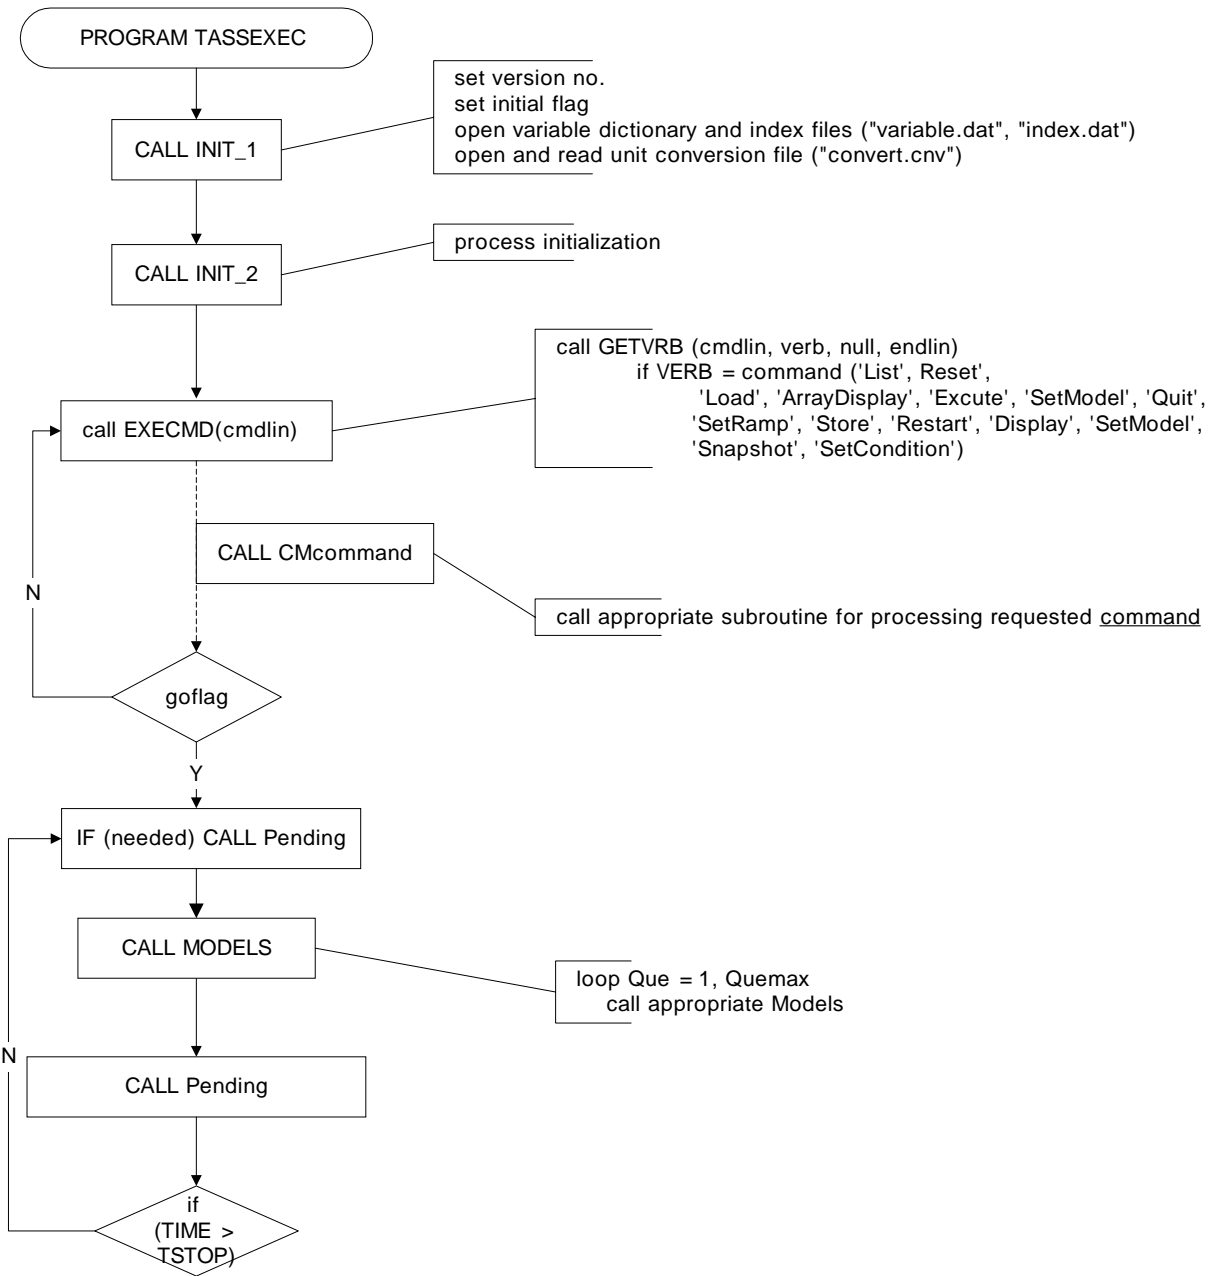 PROGRAM TASSEXEC
set version no.
set initial flag
open variable dictionary and index files ("variable.dat", "index.dat")
open and read unit conversion file ("convert.cnv")
CALL INIT_1
process initialization
CALL INIT_2
call GETVRB (cmdlin, verb, null, endlin)
if VERB = command ('List', Reset',
'Load', 'ArrayDisplay', 'Excute', 'SetModel', 'Quit',
'SetRamp', 'Store', 'Restart', 'Display', 'SetModel',
'Snapshot', 'SetCondition')
call EXECMD(cmdlin)
CALL CMcommand
N
call appropriate subroutine for processing requested command
goflag
Y
IF (needed) CALL Pending
CALL MODELS
loop Que = 1, Quemax
call appropriate Models
N
CALL Pending
if
(TIME >
TSTOP)